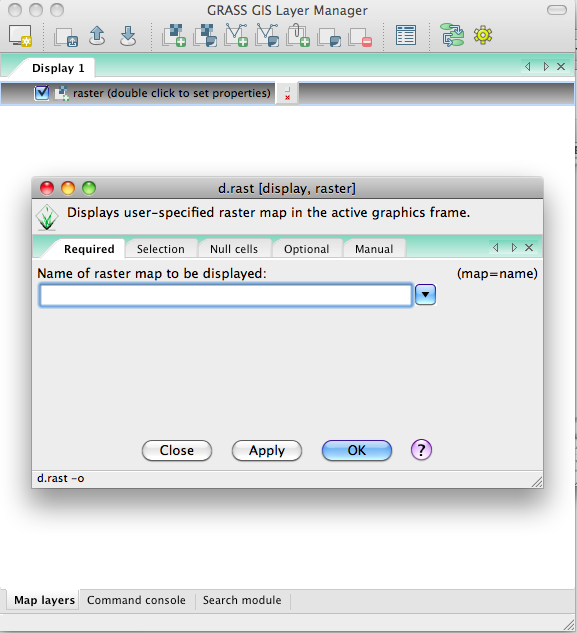 GRASS GIS Layer Manager
Display 1
raster (double click to set properties)
d.rast [display, raster]
Displays user-specified raster map in the active graphics frame.
Required Selection Null cells Optional Manual
Name of raster map to be displayed: (map=name)
Close Apply OK ?
d.rast -o
Map layers Command console Search module